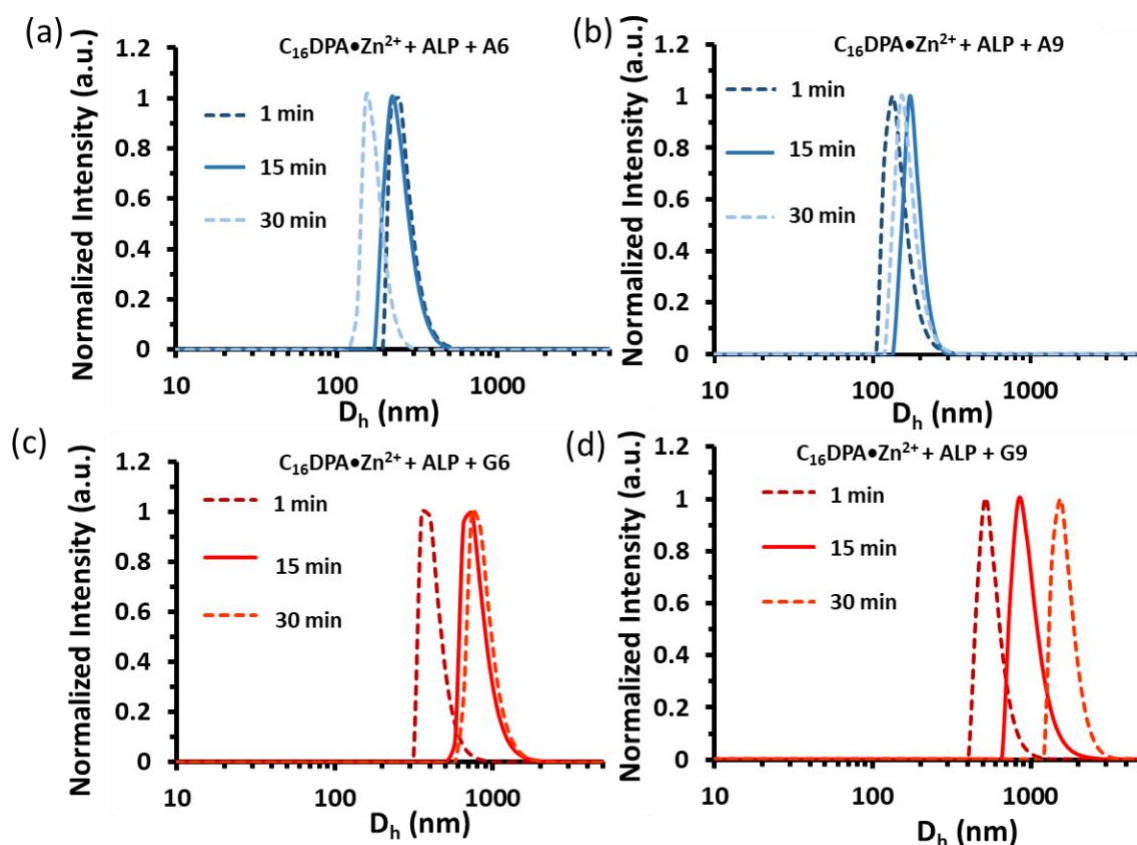 (a)
C₁₆DPA●Zn²⁺ + ALP + A6
Normalized Intensity (a.u.)
1.2
1
0.8
0.6
0.4
0.2
0
1 min
15 min
30 min
10
100
1000
Dₕ (nm)
(b)
C₁₆DPA●Zn²⁺ + ALP + A9
Normalized Intensity (a.u.)
1.2
1
0.8
0.6
0.4
0.2
0
1 min
15 min
30 min
10
100
1000
Dₕ (nm)
(c)
C₁₆DPA●Zn²⁺ + ALP + G6
Normalized Intensity (a.u.)
1.2
1
0.8
0.6
0.4
0.2
0
1 min
15 min
30 min
10
100
1000
Dₕ (nm)
(d)
C₁₆DPA●Zn²⁺ + ALP + G9
Normalized Intensity (a.u.)
1.2
1
0.8
0.6
0.4
0.2
0
1 min
15 min
30 min
10
100
1000
Dₕ (nm)